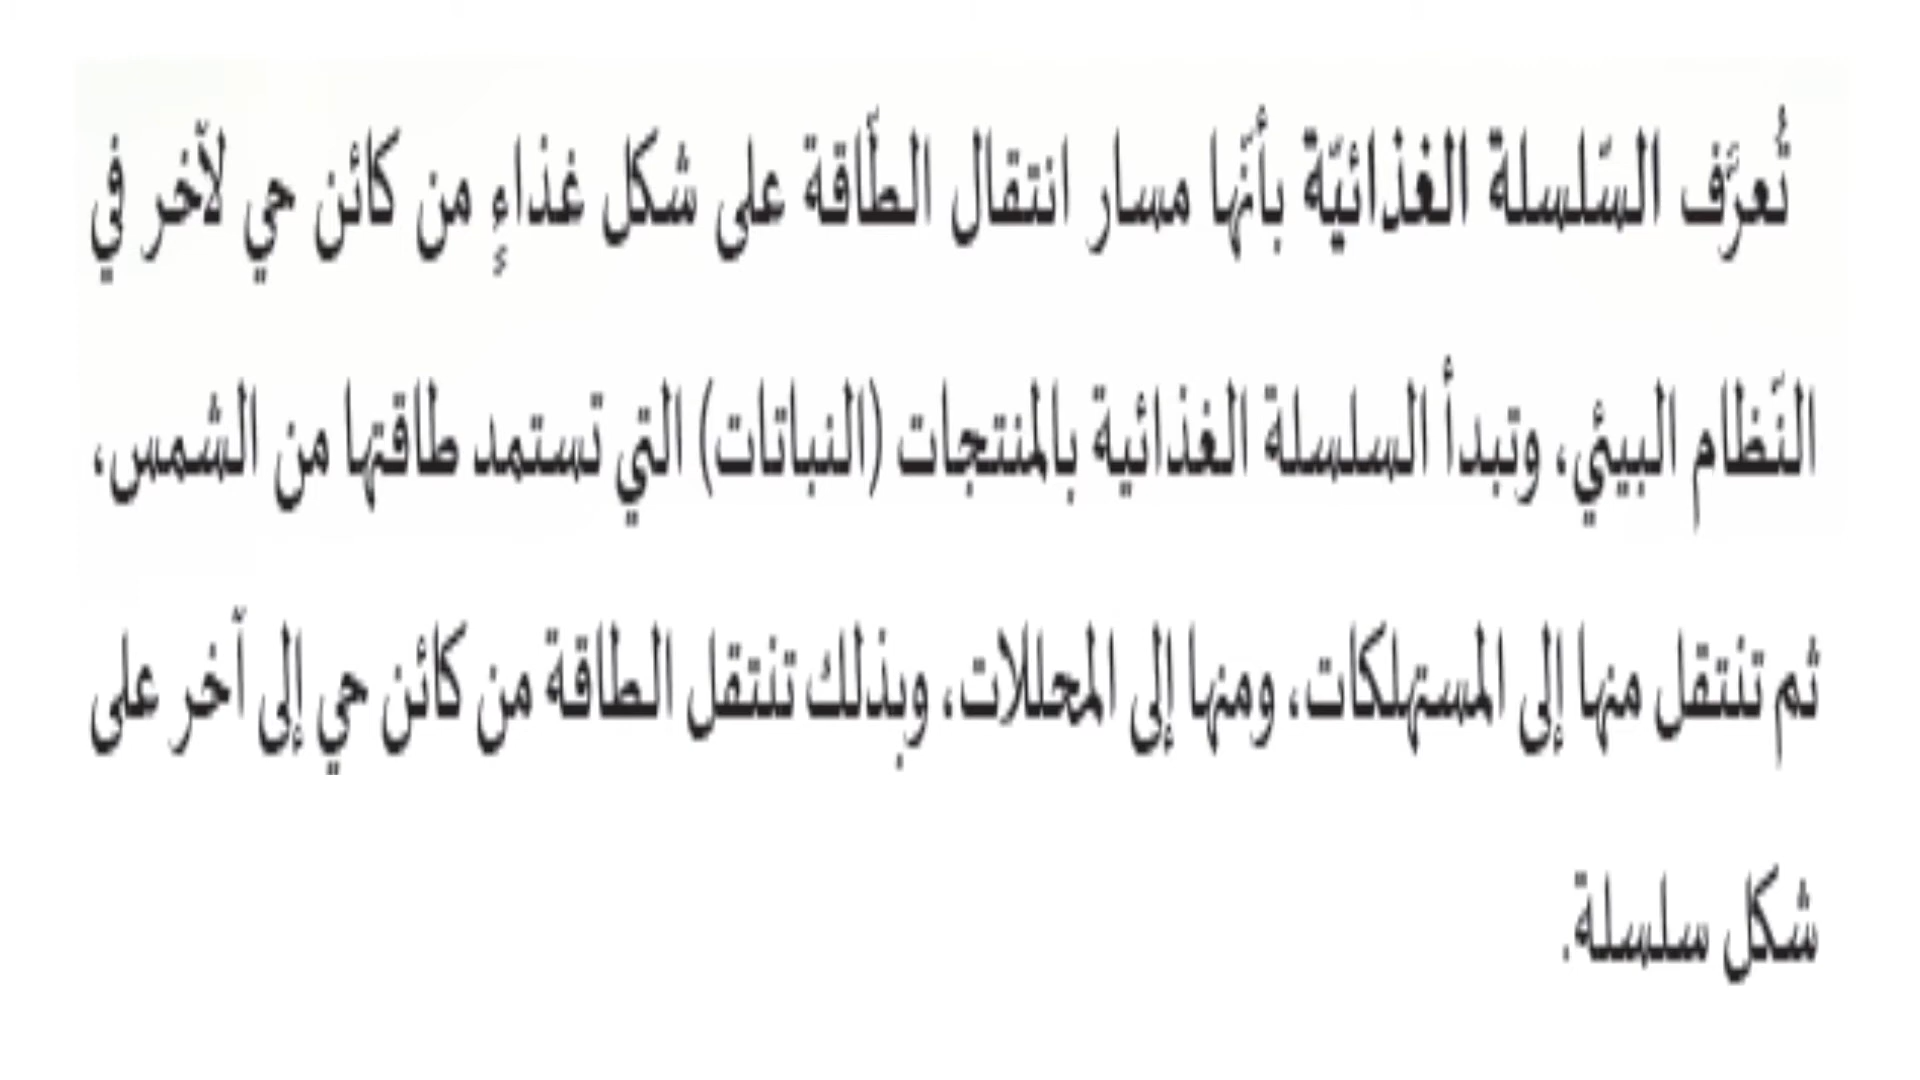 تُعرَّف السّلسلة الغذائيّة بأنّها مسار انتقال الطّاقة على شكل غذاءٍ من كائن حي لآخر في
النّظام البيئي، وتبدأ السلسلة الغذائية بالمنتجات (النباتات) التي تستمد طاقتها من الشمس،
ثم تنتقل منها إلى المستهلكات، ومنها إلى المحللات، وبذلك تنتقل الطاقة من كائن حي إلى آخر على
شكل سلسلة.